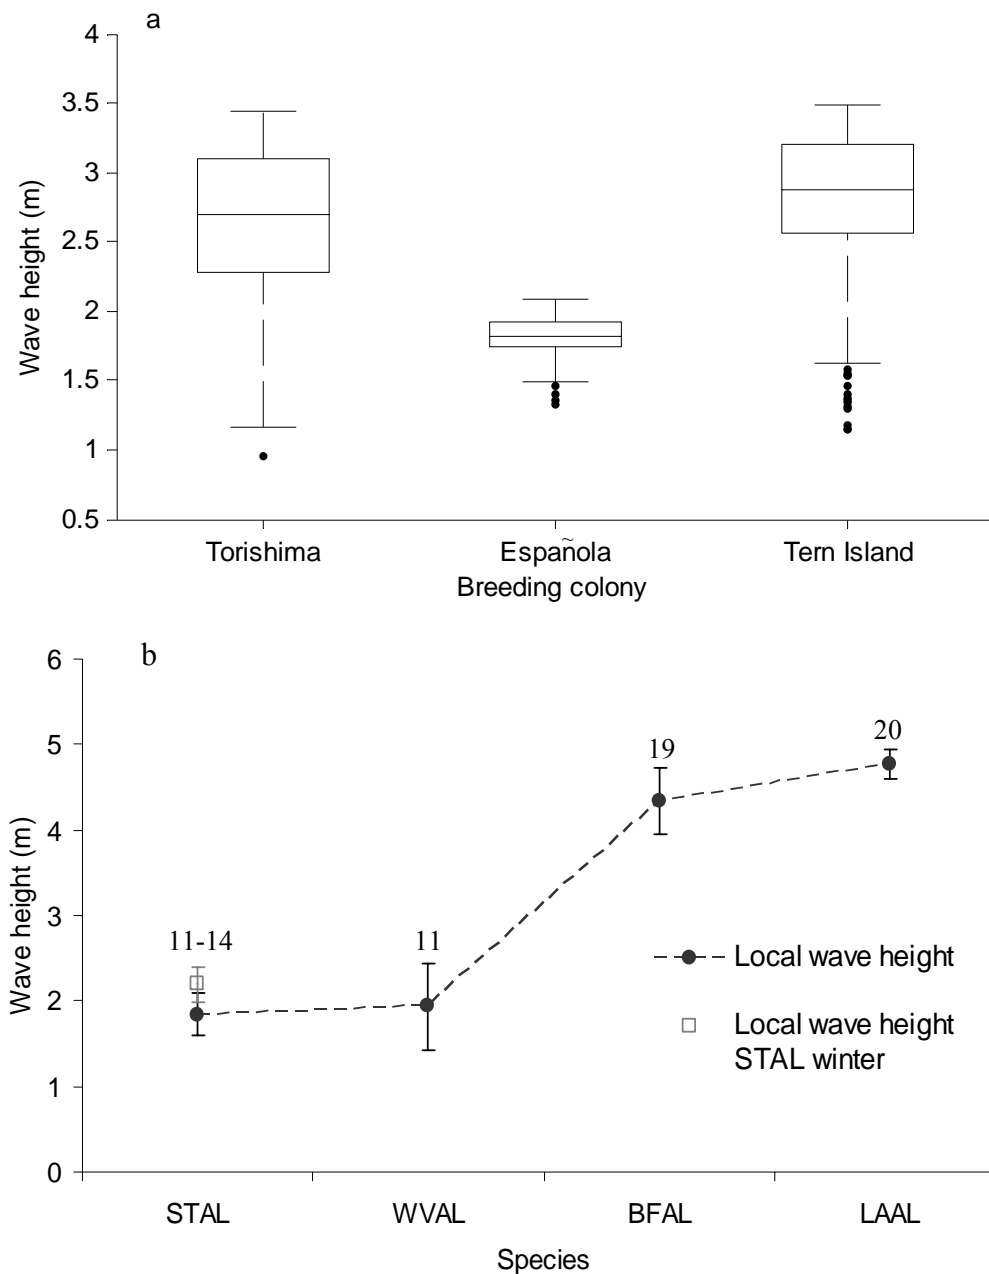 a
4
3.5
3
2.5
2
1.5
1
0.5
Wave height (m)
Torishima
Española
Tern Island
Breeding colony
b
6
5
4
3
2
1
0
Wave height (m)
11-14
11
19
20
Local wave height
Local wave height
STAL winter
STAL
WVAL
BFAL
LAAL
Species